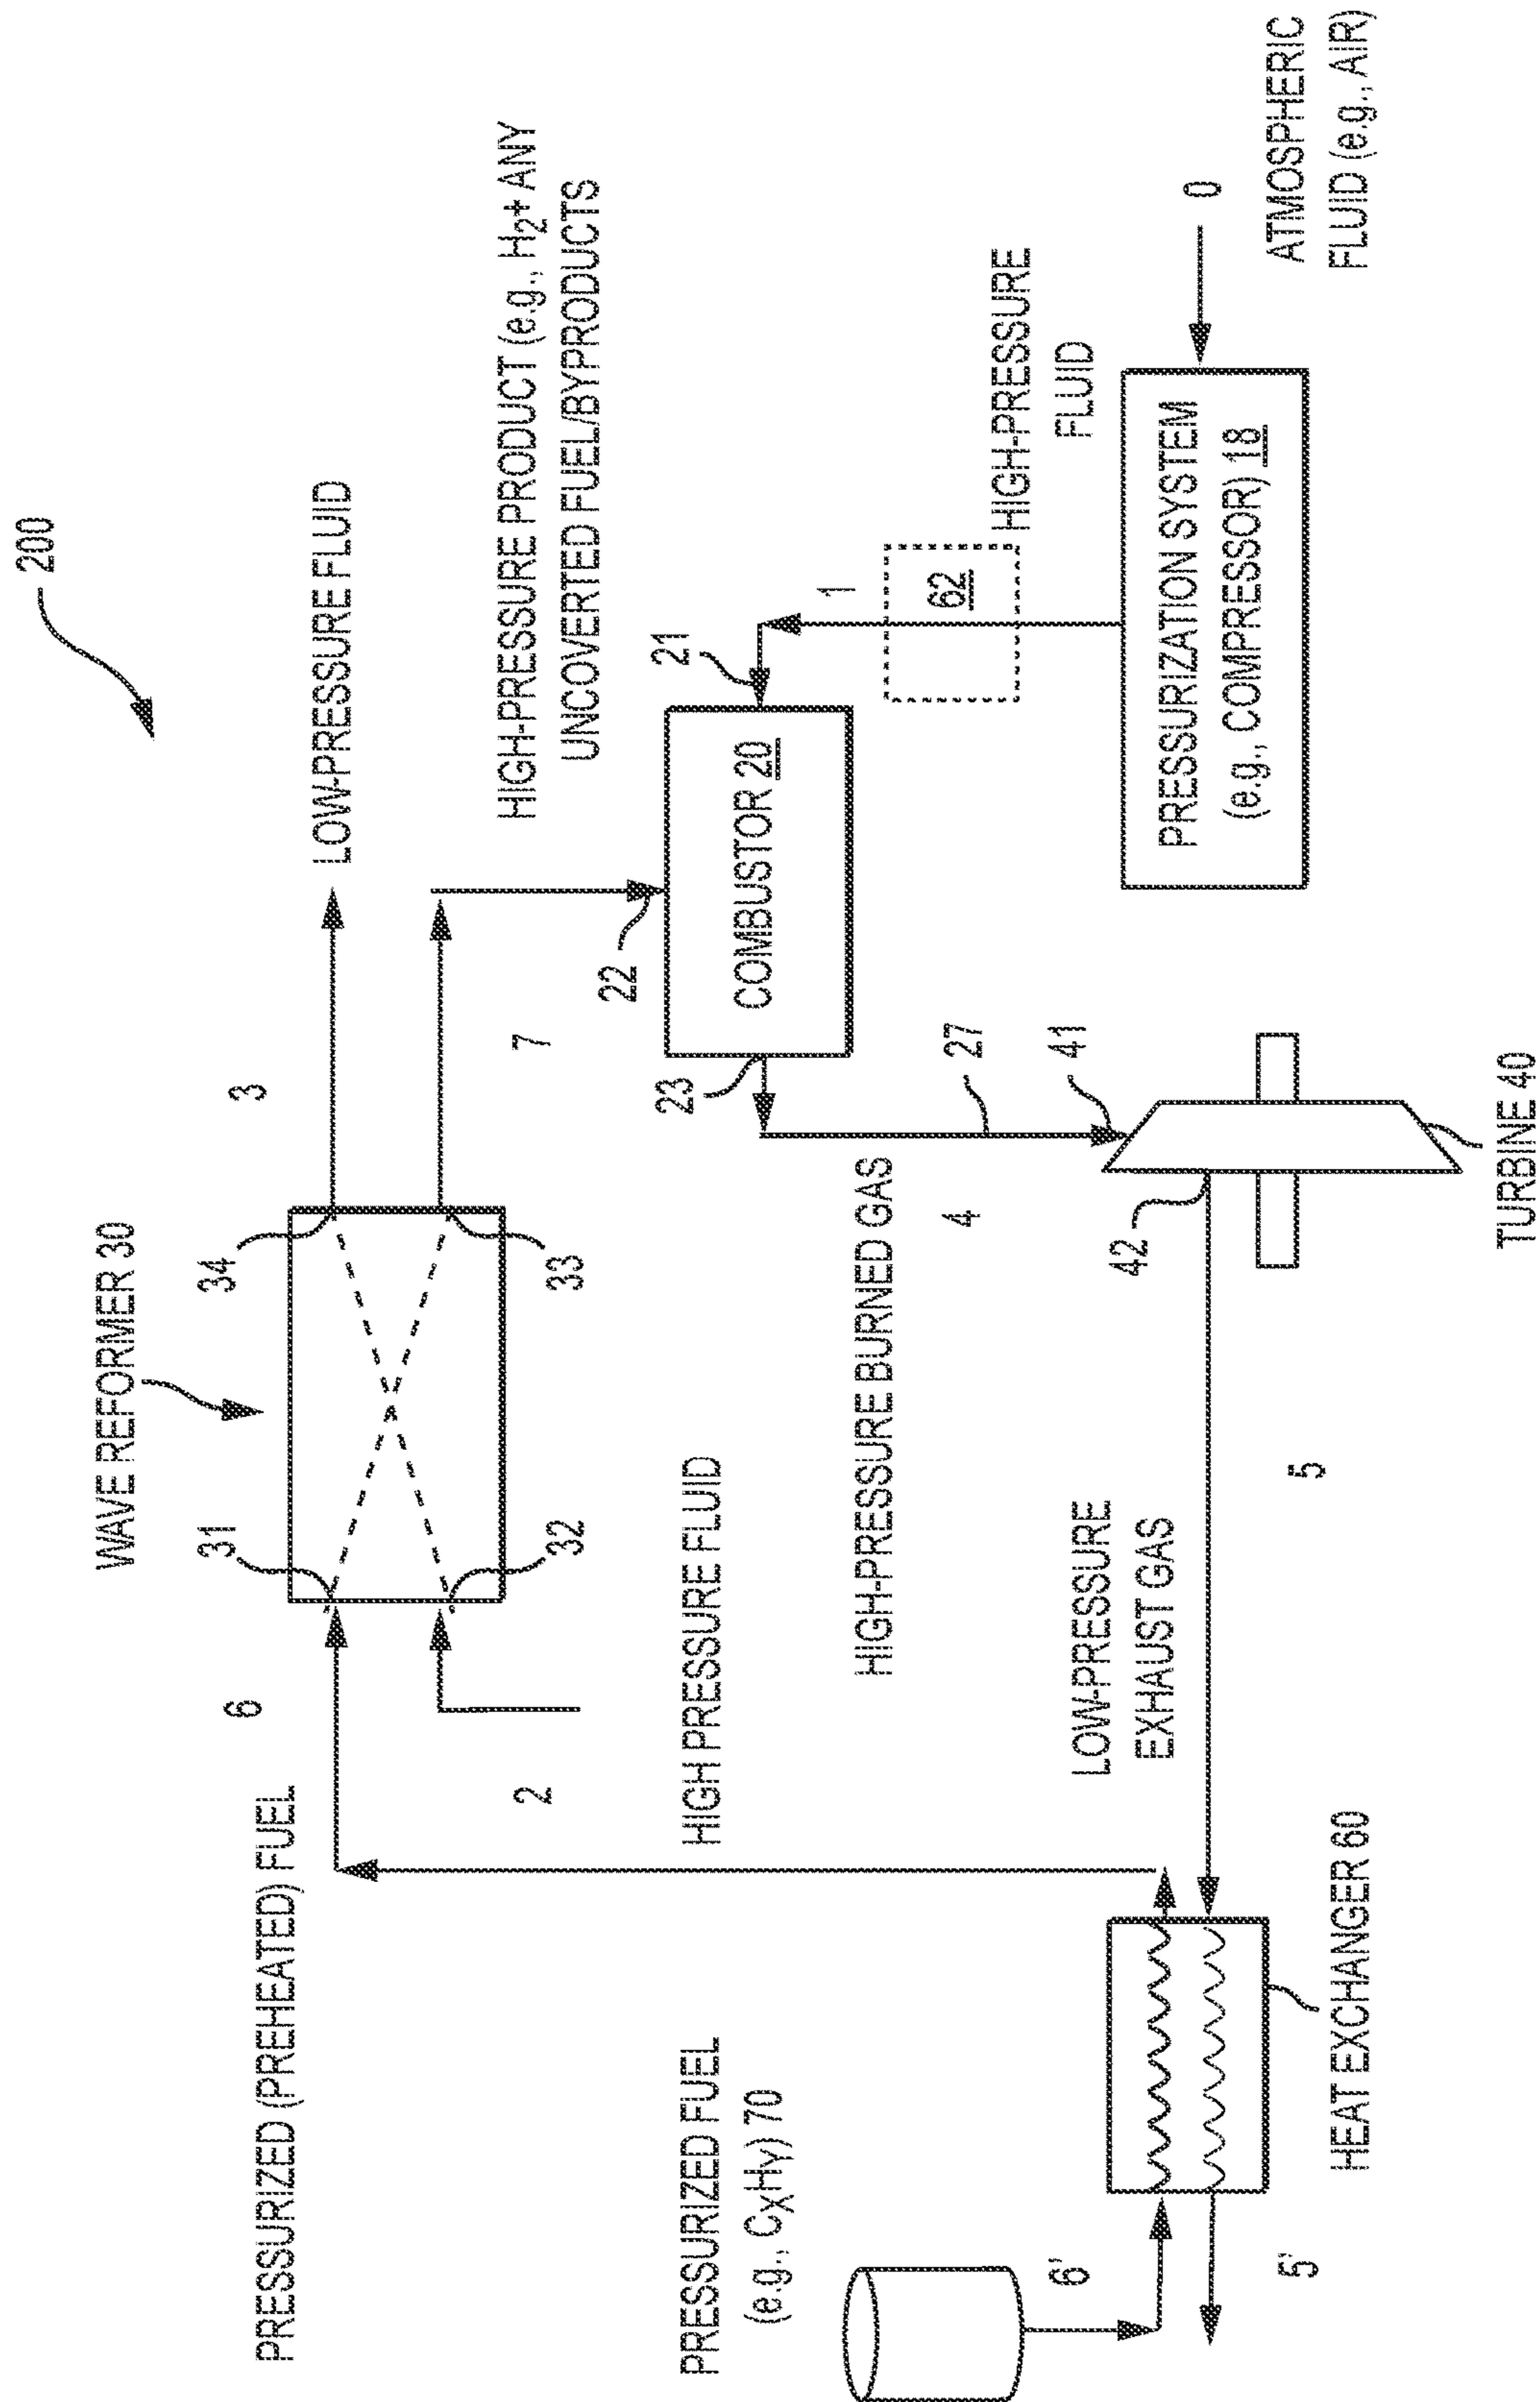 200
WAVE REFORMER 30
PRESSURIZED (PREHEATED) FUEL
6
31
34
3
LOW-PRESSURE FLUID
32
33
2
HIGH PRESSURE FLUID
7
HIGH-PRESSURE PRODUCT (e.g., H2+ ANY
UNCOVERTED FUEL/BYPRODUCTS
22
21
23
COMBUSTOR 20
1
62
HIGH-PRESSURE
FLUID
PRESSURIZED FUEL
(e.g., CXHY) 70
HIGH-PRESSURE BURNED GAS
4
27
41
42
LOW-PRESSURE
EXHAUST GAS
5
6'
5'
HEAT EXCHANGER 60
TURBINE 40
PRESSURIZATION SYSTEM
(e.g., COMPRESSOR) 18
0
ATMOSPHERIC
FLUID (e.g., AIR)